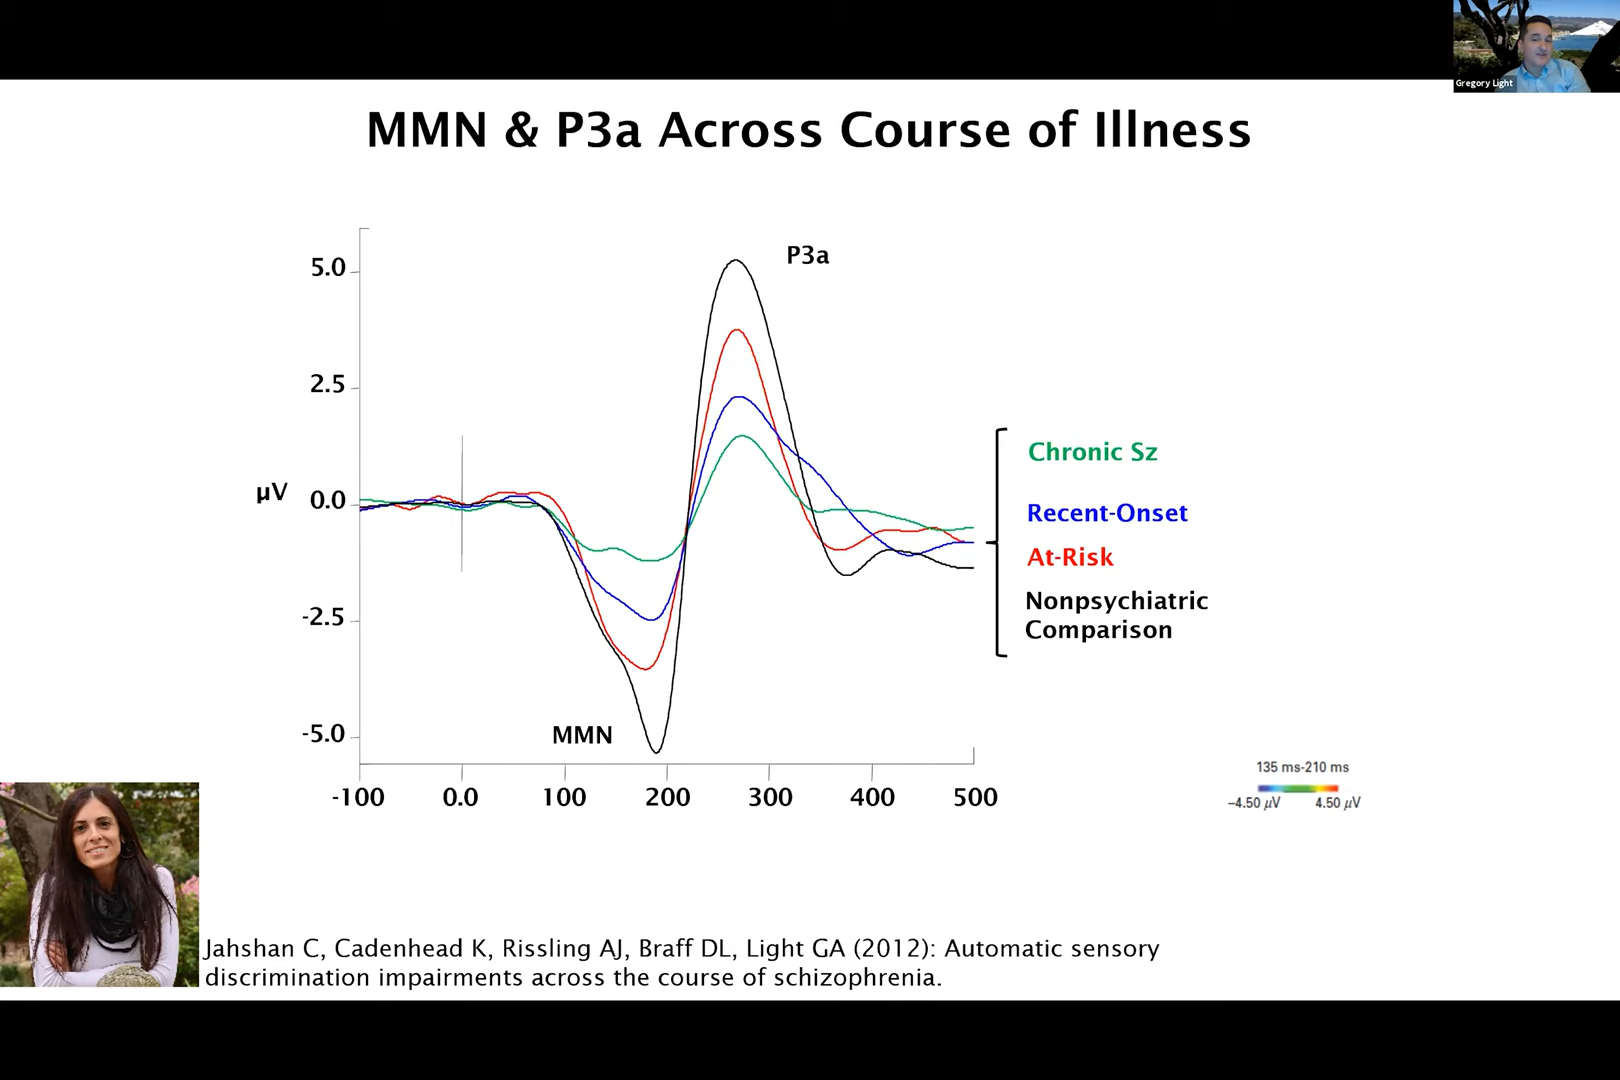 Gregory Light
MMN & P3a Across Course of Illness
P3a
5.0
2.5
µV
0.0
-2.5
-5.0
MMN
-100 0.0 100 200 300 400 500
Chronic Sz
Recent-Onset
At-Risk
Nonpsychiatric
Comparison
135 ms-210 ms
−4.50 µV 4.50 µV
Jahshan C, Cadenhead K, Rissling AJ, Braff DL, Light GA (2012): Automatic sensory
discrimination impairments across the course of schizophrenia.